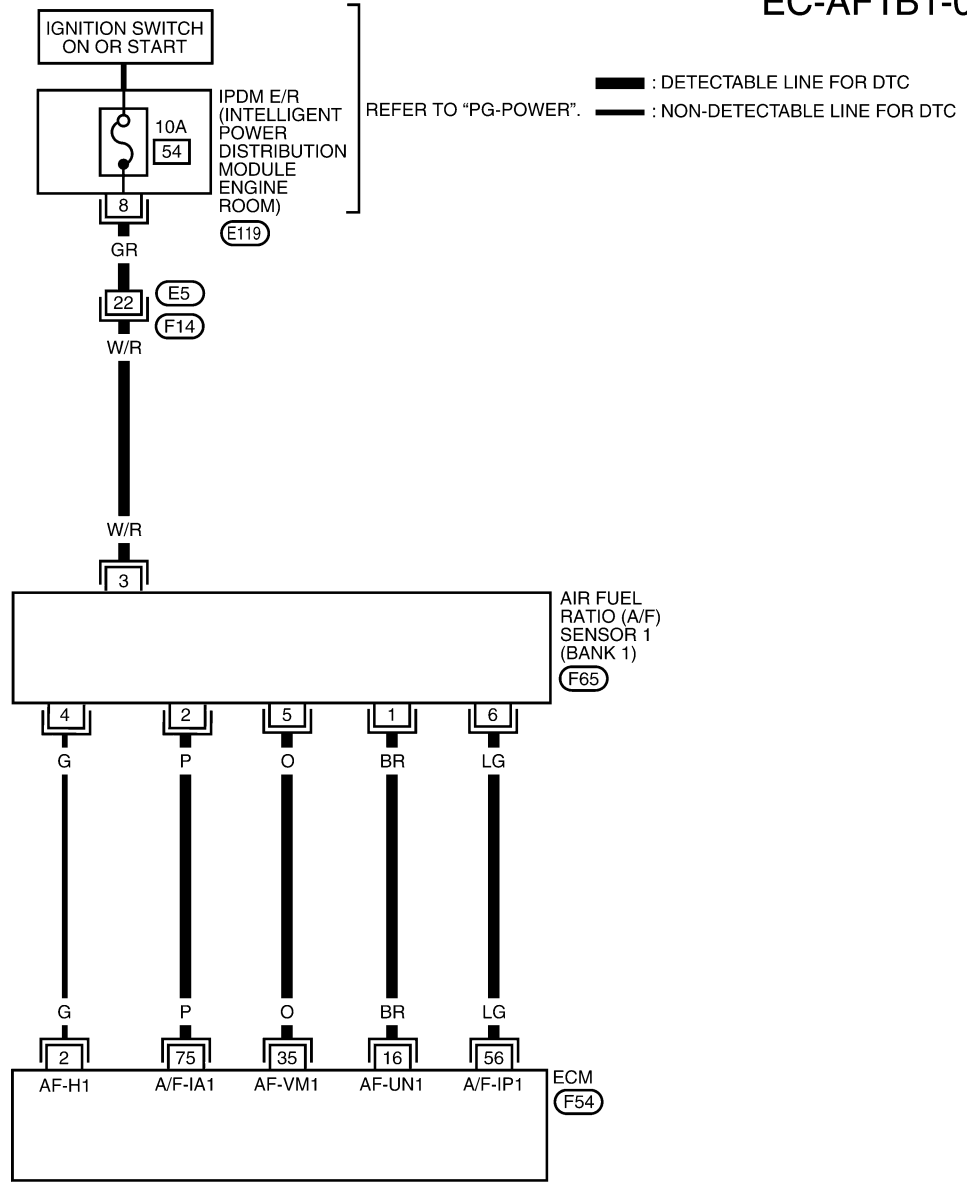 EC-AF1B1-0
IGNITION SWITCH
ON OR START
10A
54
IPDM E/R
(INTELLIGENT
POWER
DISTRIBUTION
MODULE
ENGINE
ROOM)
E119
REFER TO “PG-POWER”.
: DETECTABLE LINE FOR DTC
: NON-DETECTABLE LINE FOR DTC
8
GR
22
E5
F14
W/R
W/R
3
AIR FUEL
RATIO (A/F)
SENSOR 1
(BANK 1)
F65
4 2 5 1 6
G P O BR LG
G P O BR LG
2 75 35 16 56
AF-H1 A/F-IA1 AF-VM1 AF-UN1 A/F-IP1
ECM
F54